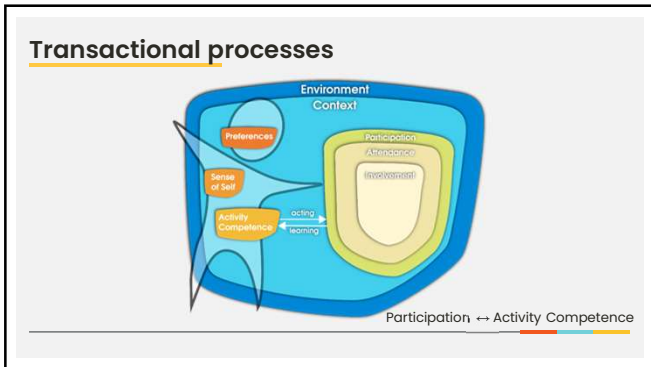 Transactional processes
Environment
Context
Preferences
Participation
Attendance
Involvement
Sense
of Self
Activity
Competence
acting
learning
Participation ↔ Activity Competence